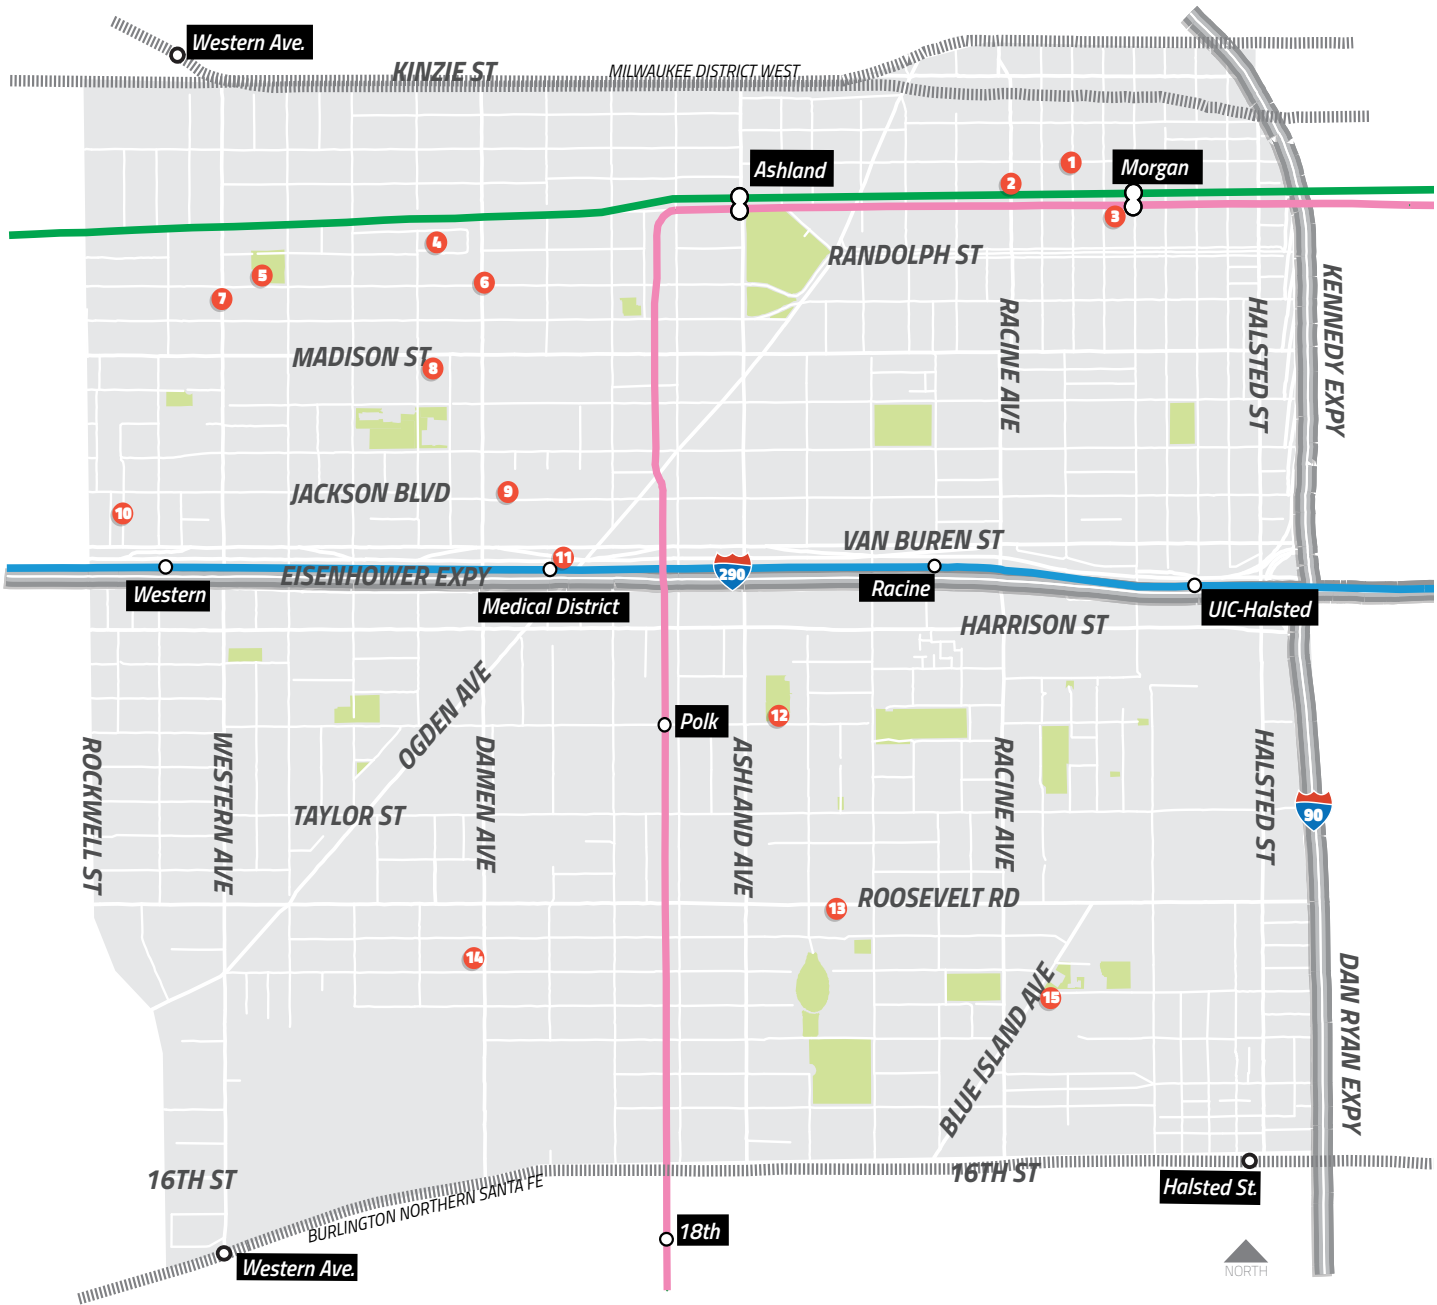 Western Ave.
KINZIE ST
MILWAUKEE DISTRICT WEST
Ashland
1
Morgan
2
3
4
RANDOLPH ST
5
6
7
KENNEDY EXPY
RACINE AVE
HALSTED ST
MADISON ST
8
JACKSON BLVD
9
10
VAN BUREN ST
11
EISENHOWER EXPY
290
Western
Medical District
Racine
UIC-Halsted
HARRISON ST
OGDEN AVE
Polk
12
ROCKWELL ST
WESTERN AVE
DAMEN AVE
ASHLAND AVE
RACINE AVE
HALSTED ST
TAYLOR ST
90
ROOSEVELT RD
13
14
15
BLUE ISLAND AVE
DAN RYAN EXPY
16TH ST
16TH ST
BURLINGTON NORTHERN SANTA FE
Halsted St.
18th
Western Ave.
NORTH